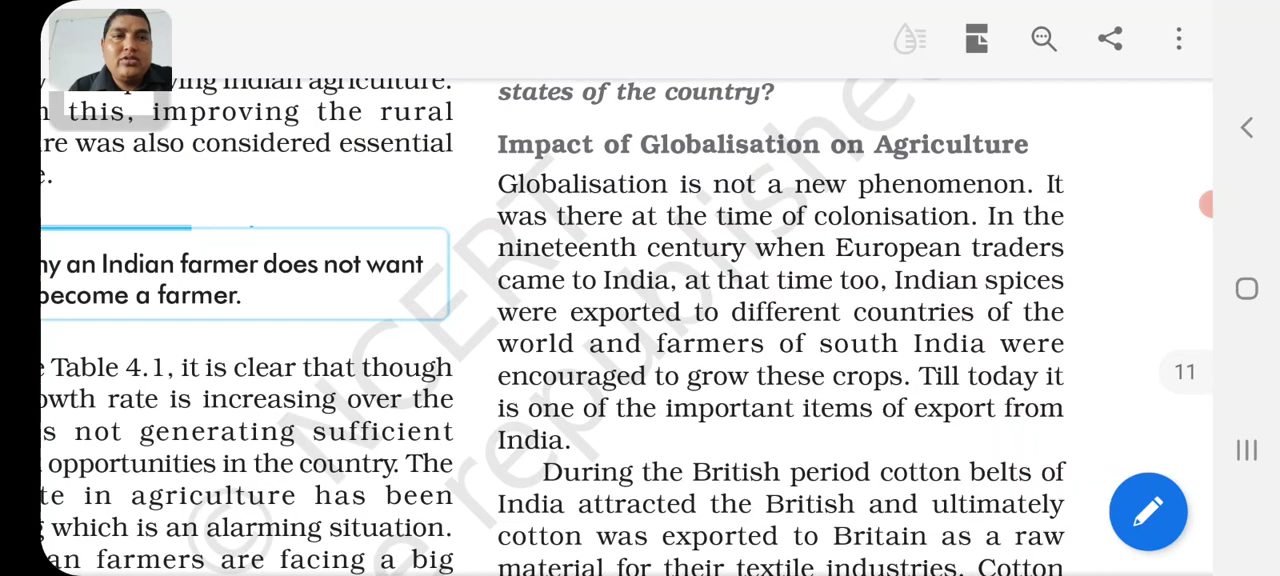 ving Indian agriculture.
this, improving the rural
re was also considered essential
e.
hy an Indian farmer does not want
become a farmer.
Table 4.1, it is clear that though
owth rate is increasing over the
s not generating sufficient
opportunities in the country. The
te in agriculture has been
which is an alarming situation.
an farmers are facing a big
states of the country?
Impact of Globalisation on Agriculture
Globalisation is not a new phenomenon. It
was there at the time of colonisation. In the
nineteenth century when European traders
came to India, at that time too, Indian spices
were exported to different countries of the
world and farmers of south India were
encouraged to grow these crops. Till today it
is one of the important items of export from
India.
During the British period cotton belts of
India attracted the British and ultimately
cotton was exported to Britain as a raw
material for their textile industries. Cotton
© NCERT
republishe
11